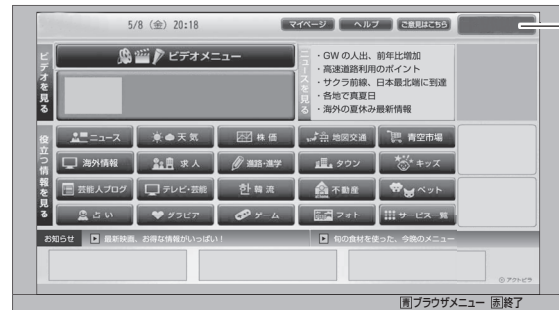 5/8（金）20:18
マイページ
ヘルプ
ご意見はこちら
ビデオを見る
ビデオメニュー
ニュースを見る
・GWの人出、前年比増加
・高速道路利用のポイント
・サクラ前線、日本最北端に到達
・各地で真夏日
・海外の夏休み最新情報
役立つ情報を見る
ニュース
天気
株価
地図交通
青空市場
海外情報
求人
進路・進学
タウン
キッズ
芸能人ブログ
テレビ・芸能
한 韓流
不動産
ペット
占い
グラビア
ゲーム
フォト
サービス一覧
お知らせ
最新映画、お得な情報がいっぱい！
旬の食材を使った、今晩のメニュー
© アクトビラ
青 ブラウザメニュー 赤 終了